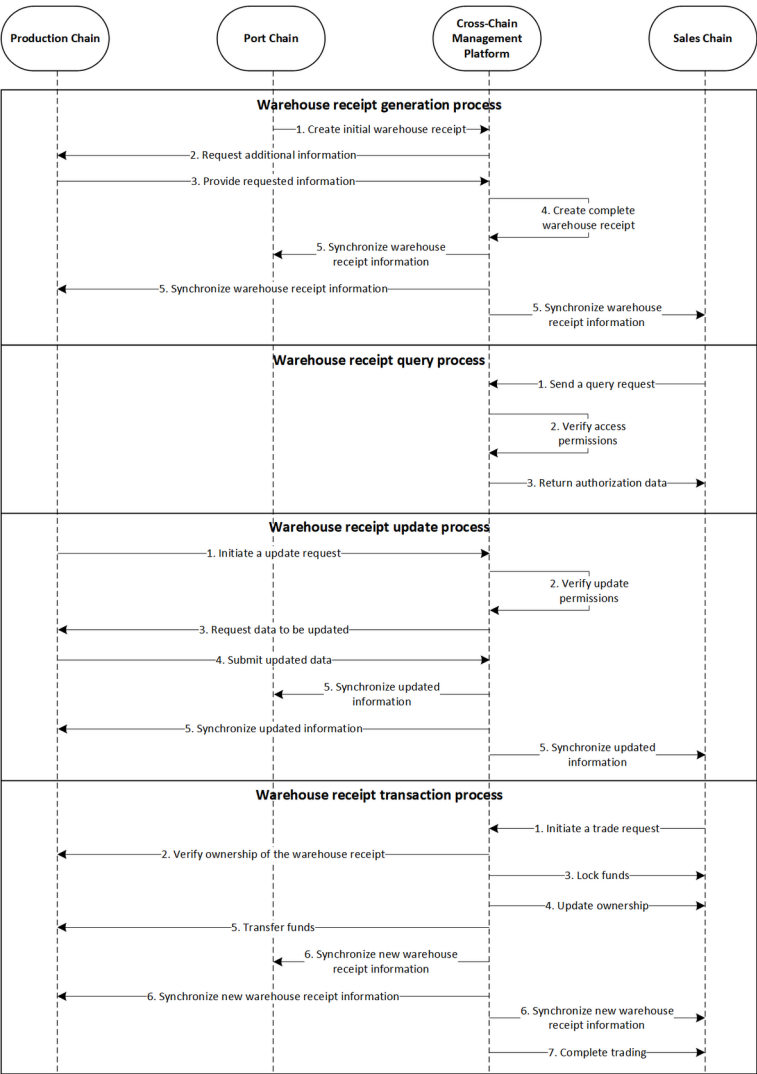 Production Chain
Port Chain
Cross-Chain
Management
Platform
Sales Chain
Warehouse receipt generation process
1. Create initial warehouse receipt
2. Request additional information
3. Provide requested information
4. Create complete
warehouse receipt
5. Synchronize warehouse
receipt information
5. Synchronize warehouse receipt information
5. Synchronize warehouse
receipt information
Warehouse receipt query process
1. Send a query request
2. Verify access
permissions
3. Return authorization data
Warehouse receipt update process
1. Initiate a update request
2. Verify update
permissions
3. Request data to be updated
4. Submit updated data
5. Synchronize updated
information
5. Synchronize updated information
5. Synchronize updated
information
Warehouse receipt transaction process
1. Initiate a trade request
2. Verify ownership of the warehouse receipt
3. Lock funds
4. Update ownership
5. Transfer funds
6. Synchronize new warehouse
receipt information
6. Synchronize new warehouse receipt information
6. Synchronize new warehouse
receipt information
7. Complete trading